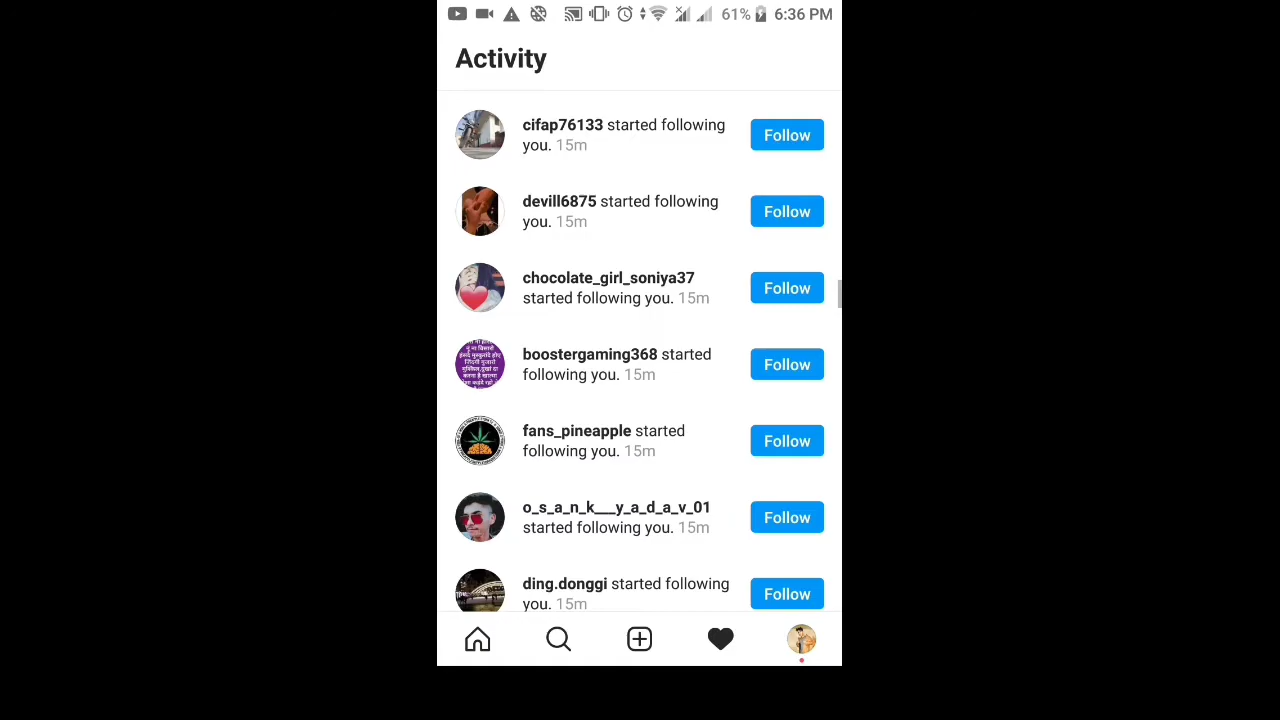 61% 6:36 PM
Activity
cifap76133 started following
you. 15m
Follow
devill6875 started following
you. 15m
Follow
chocolate_girl_soniya37
started following you. 15m
Follow
boostergaming368 started
following you. 15m
Follow
नू ना विसारो
हसदे मुस्कुरादे होए
जिंदगी गुजारो
fans_pineapple started
following you. 15m
Follow
o_s_a_n_k___y_a_d_a_v_01
started following you. 15m
Follow
ding.donggi started following
you. 15m
Follow